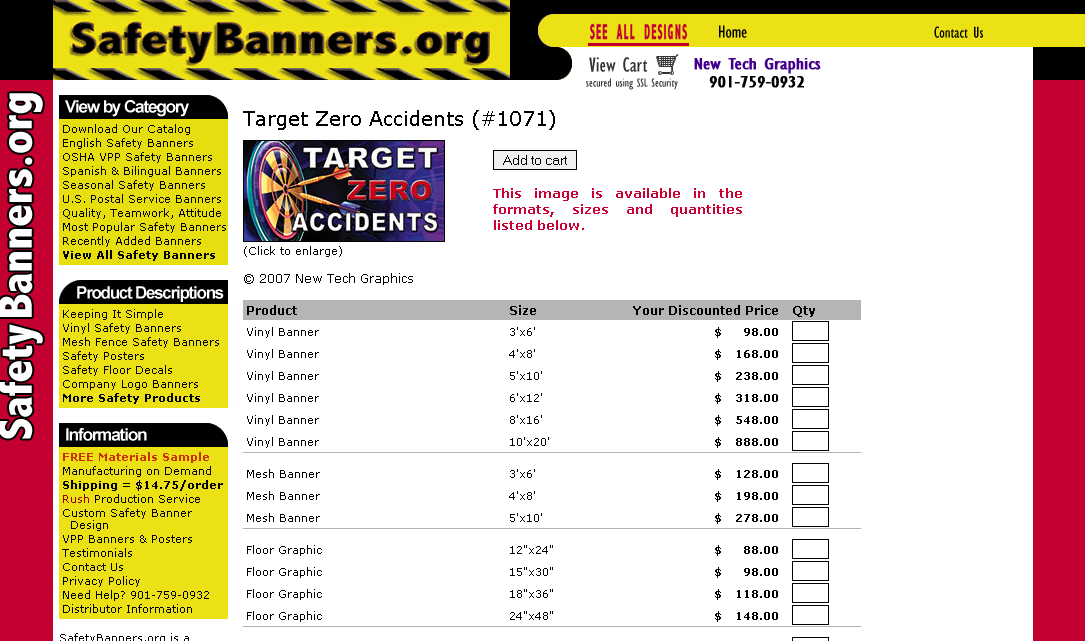 SafetyBanners.org
SEE ALL DESIGNS
Home
Contact Us
View Cart
secured using SSL Security
New Tech Graphics
901-759-0932
SafetyBanners.org
View by Category
Download Our Catalog
English Safety Banners
OSHA VPP Safety Banners
Spanish & Bilingual Banners
Seasonal Safety Banners
U.S. Postal Service Banners
Quality, Teamwork, Attitude
Most Popular Safety Banners
Recently Added Banners
View All Safety Banners
Product Descriptions
Keeping It Simple
Vinyl Safety Banners
Mesh Fence Safety Banners
Safety Posters
Safety Floor Decals
Company Logo Banners
More Safety Products
Information
FREE Materials Sample
Manufacturing on Demand
Shipping = $14.75/order
Rush Production Service
Custom Safety Banner
Design
VPP Banners & Posters
Testimonials
Contact Us
Privacy Policy
Need Help? 901-759-0932
Distributor Information
SafetyBanners.org is a
Target Zero Accidents (#1071)
TARGET
ZERO
ACCIDENTS
(Click to enlarge)
Add to cart
This image is available in the
formats, sizes and quantities
listed below.
© 2007 New Tech Graphics
Product Size Your Discounted Price Qty
Vinyl Banner 3'x6' $ 98.00
Vinyl Banner 4'x8' $ 168.00
Vinyl Banner 5'x10' $ 238.00
Vinyl Banner 6'x12' $ 318.00
Vinyl Banner 8'x16' $ 548.00
Vinyl Banner 10'x20' $ 888.00
Mesh Banner 3'x6' $ 128.00
Mesh Banner 4'x8' $ 198.00
Mesh Banner 5'x10' $ 278.00
Floor Graphic 12"x24" $ 88.00
Floor Graphic 15"x30" $ 98.00
Floor Graphic 18"x36" $ 118.00
Floor Graphic 24"x48" $ 148.00